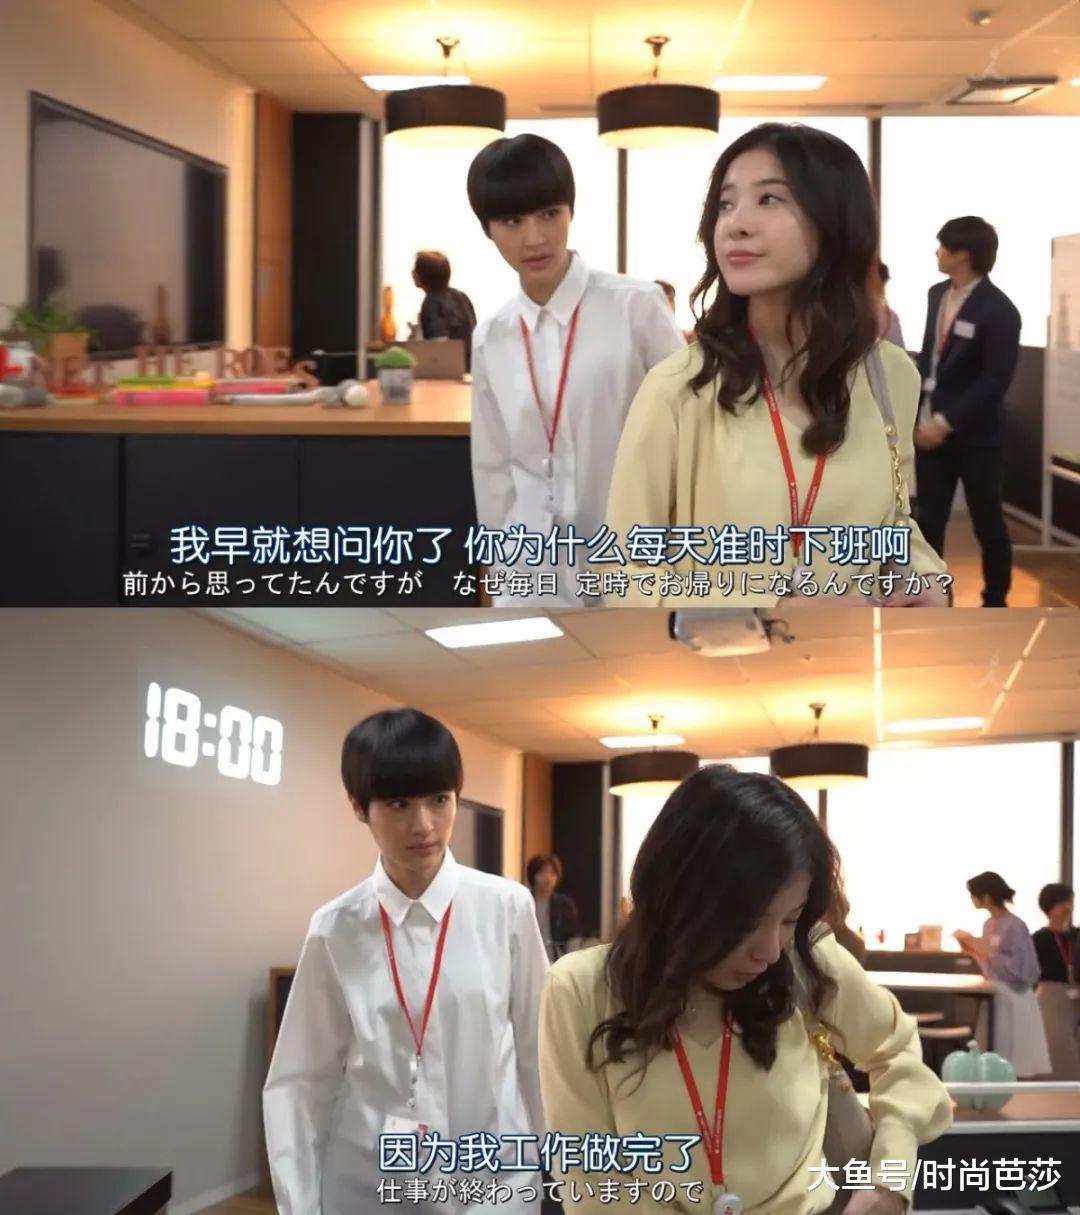 NET HEROES
我早就想问你了 你为什么每天准时下班啊
前から思ってたんですが なぜ毎日 定時でお帰りになるんですか?
18:00
因为我工作做完了
仕事が終わっていますので
大鱼号/时尚芭莎